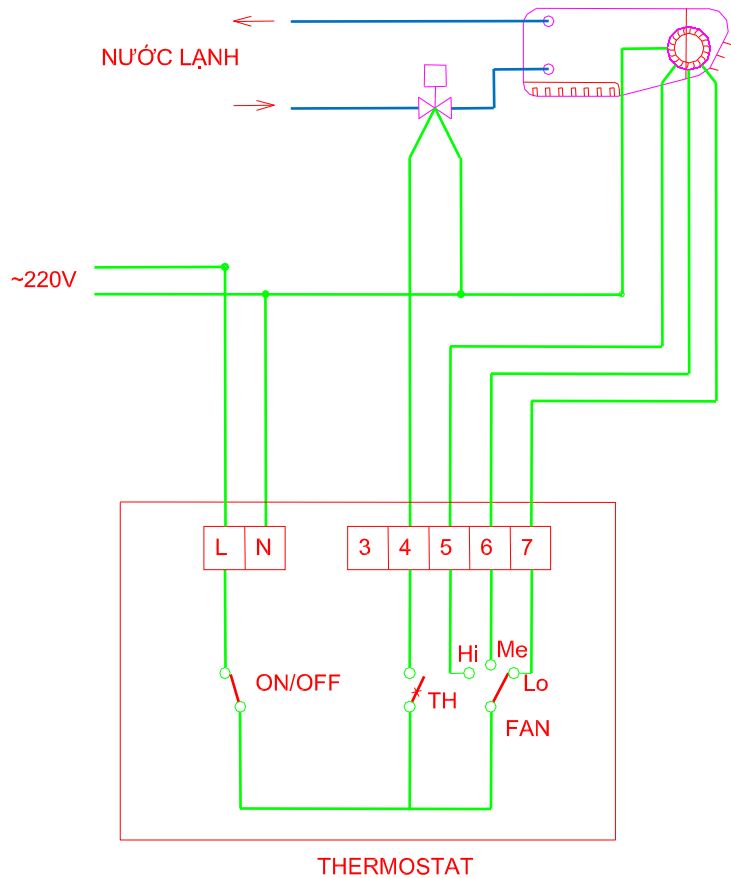 NƯỚC LẠNH
~220V
L N 3 4 5 6 7
Hi Me
ON/OFF TH Lo
FAN
THERMOSTAT